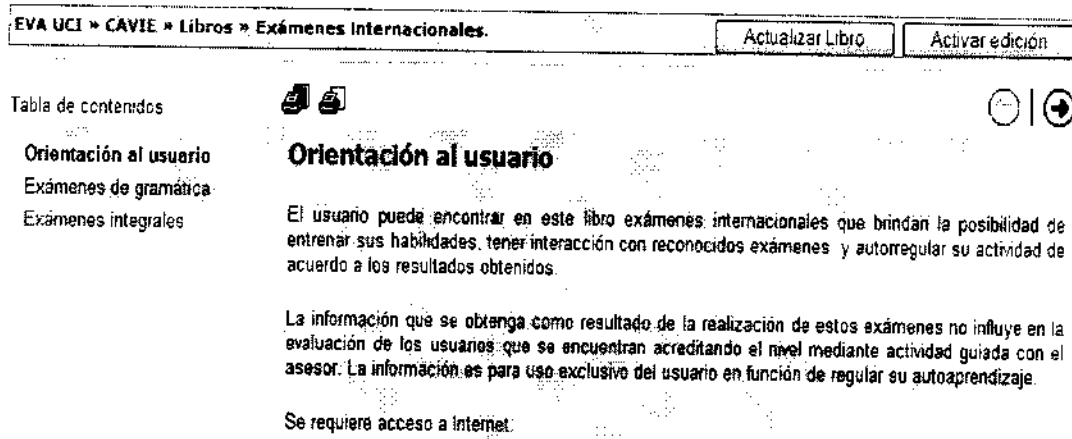 EVA UCI » CAVIE » Libros » Exámenes Internacionales.
Actualizar Libro
Activar edición
Tabla de contenidos
Orientación al usuario
Exámenes de gramática
Exámenes integrales
Orientación al usuario
El usuario puede encontrar en este libro exámenes internacionales que brindan la posibilidad de
entrenar sus habilidades, tener interacción con reconocidos exámenes y autorregular su actividad de
acuerdo a los resultados obtenidos.
La información que se obtenga como resultado de la realización de estos exámenes no influye en la
evaluación de los usuarios que se encuentran acreditando el nivel mediante actividad guiada con el
asesor. La información es para uso exclusivo del usuario en función de regular su autoaprendizaje.
Se requiere acceso a Internet.